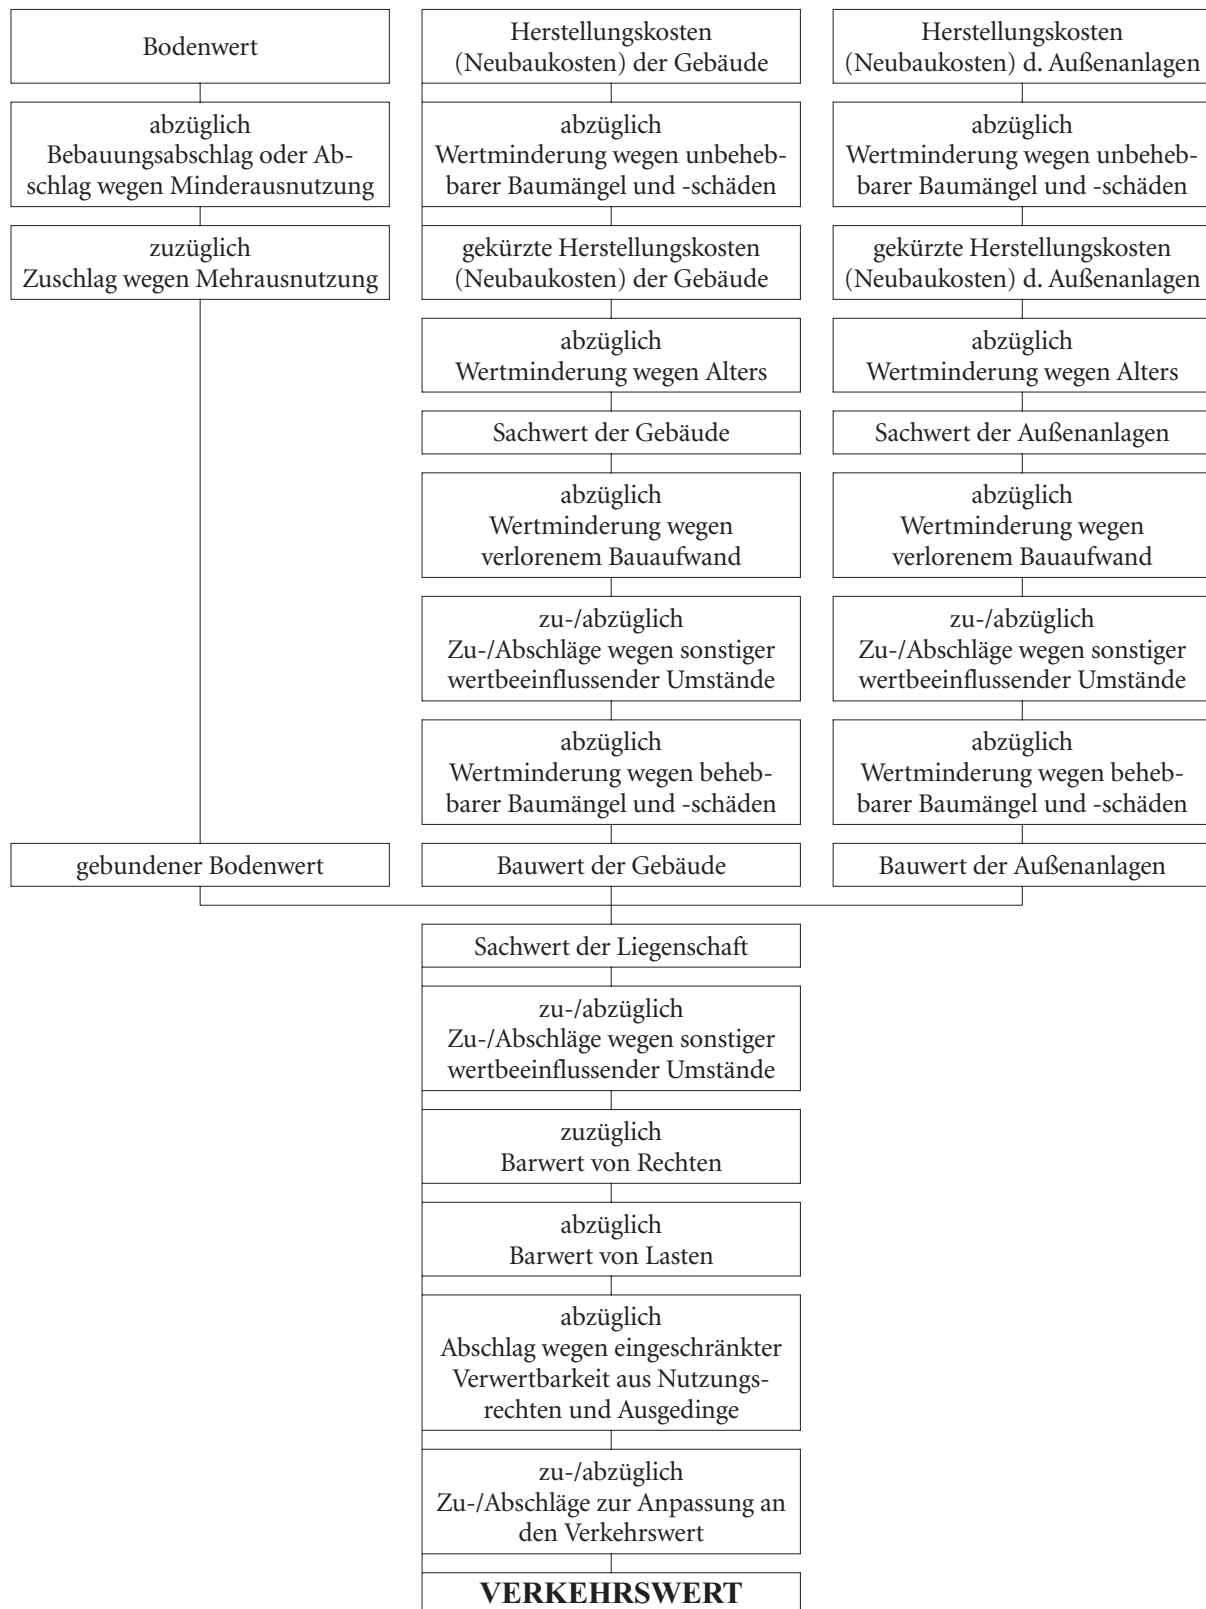 Bodenwert
abzüglich
Bebauungsabschlag oder Ab-
schlag wegen Minderausnutzung
zuzüglich
Zuschlag wegen Mehrausnutzung
gebundener Bodenwert
Herstellungskosten
(Neubaukosten) der Gebäude
abzüglich
Wertminderung wegen unbeheb-
barer Baumängel und -schäden
gekürzte Herstellungskosten
(Neubaukosten) der Gebäude
abzüglich
Wertminderung wegen Alters
Sachwert der Gebäude
abzüglich
Wertminderung wegen
verlorenem Bauaufwand
zu-/abzüglich
Zu-/Abschläge wegen sonstiger
wertbeeinflussender Umstände
abzüglich
Wertminderung wegen beheb-
barer Baumängel und -schäden
Bauwert der Gebäude
Herstellungskosten
(Neubaukosten) d. Außenanlagen
abzüglich
Wertminderung wegen unbeheb-
barer Baumängel und -schäden
gekürzte Herstellungskosten
(Neubaukosten) d. Außenanlagen
abzüglich
Wertminderung wegen Alters
Sachwert der Außenanlagen
abzüglich
Wertminderung wegen
verlorenem Bauaufwand
zu-/abzüglich
Zu-/Abschläge wegen sonstiger
wertbeeinflussender Umstände
abzüglich
Wertminderung wegen beheb-
barer Baumängel und -schäden
Bauwert der Außenanlagen
Sachwert der Liegenschaft
zu-/abzüglich
Zu-/Abschläge wegen sonstiger
wertbeeinflussender Umstände
zuzüglich
Barwert von Rechten
abzüglich
Barwert von Lasten
abzüglich
Abschlag wegen eingeschränkter
Verwertbarkeit aus Nutzungs-
rechten und Ausgedinge
zu-/abzüglich
Zu-/Abschläge zur Anpassung an
den Verkehrswert
VERKEHRSWERT